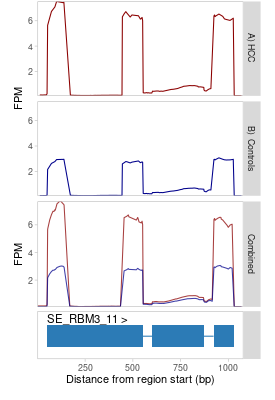 6
4
2
A) HCC
6
4
2
B) Controls
6
4
2
Combined
FPM
FPM
SE_RBM3_11 >
250
500
750
1000
Distance from region start (bp)